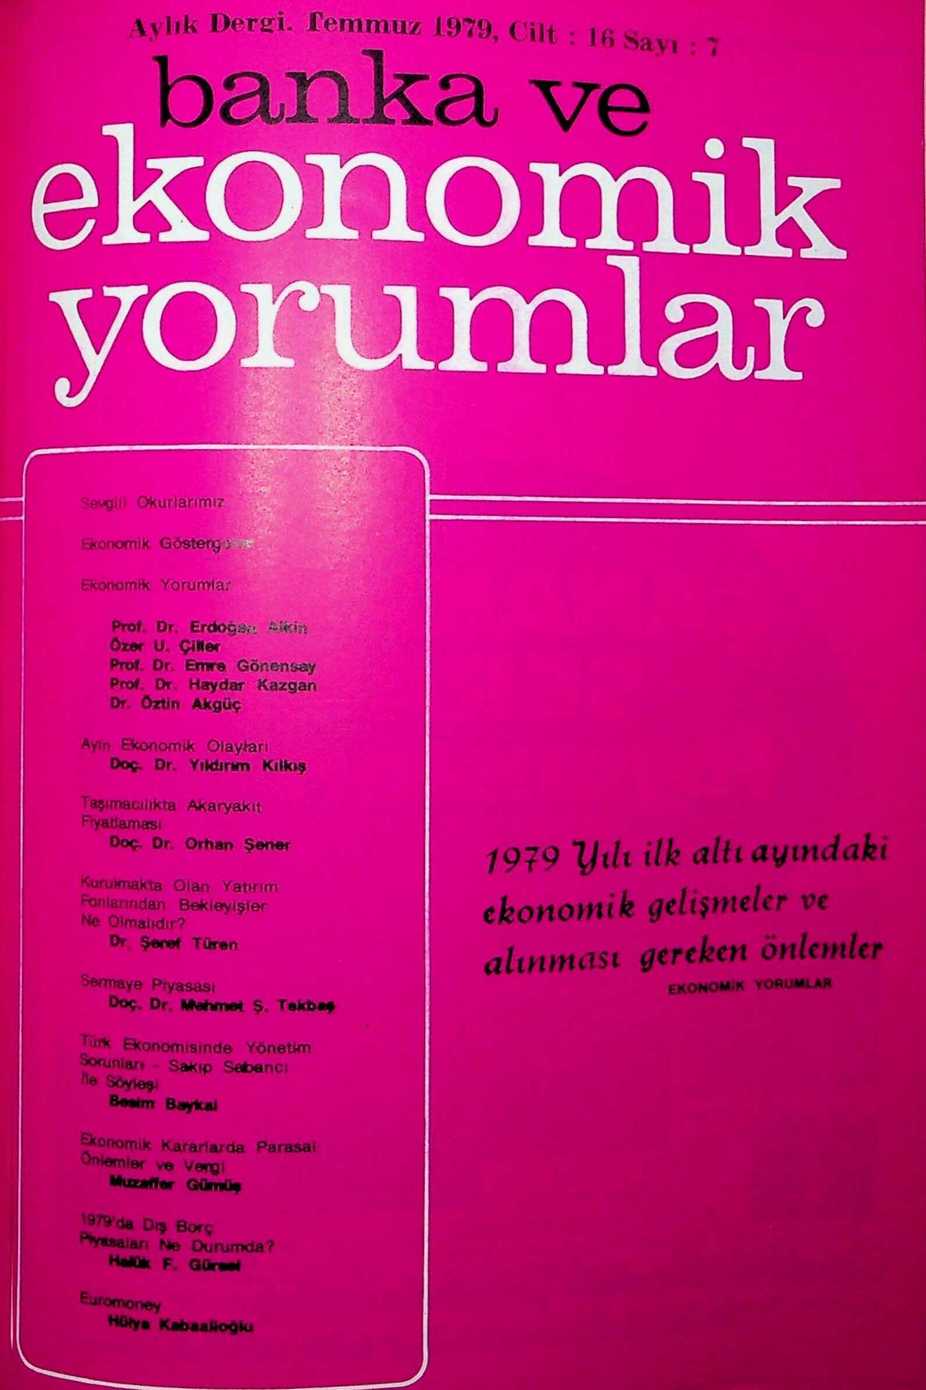 Aylık Dergi. Temmuz 1979, Cilt : 16 Sayı : 7
banka ve
ekonomik
yorumlar
Sevgili Okurlarımız
Ekonomik Göstergeler
Ekonomik Yorumlar
Prof. Dr. Erdoğan Alkin
Özer U. Çiller
Prof. Dr. Emre Gönensay
Prof. Dr. Haydar Kazgan
Dr. Öztin Akgüç
Ayın Ekonomik Olayları
Doç. Dr. Yıldırım Kılkış
Taşımacılıkta Akaryakıt
Fiyatlaması
Doç. Dr. Orhan Şener
Kurulmakta Olan Yatırım
Fonlarından Bekleyişler
Ne Olmalıdır?
Dr. Şeref Türen
Sermaye Piyasası
Doç. Dr. Mehmet Ş. Tekbaş
Türk Ekonomisinde Yönetim
Sorunları - Sakıp Sabancı
İle Söyleşi
Besim Baykal
Ekonomik Kararlarda Parasal
Önlemler ve Vergi
Muzaffer Gümüş
1979'da Dış Borç
Piyasaları Ne Durumda?
Halûk F. Gürsel
Euromoney
Hülya Kabaalioğlu
1979 Yılı ilk altı ayındaki
ekonomik gelişmeler ve
alınması gereken önlemler
EKONOMİK YORUMLAR